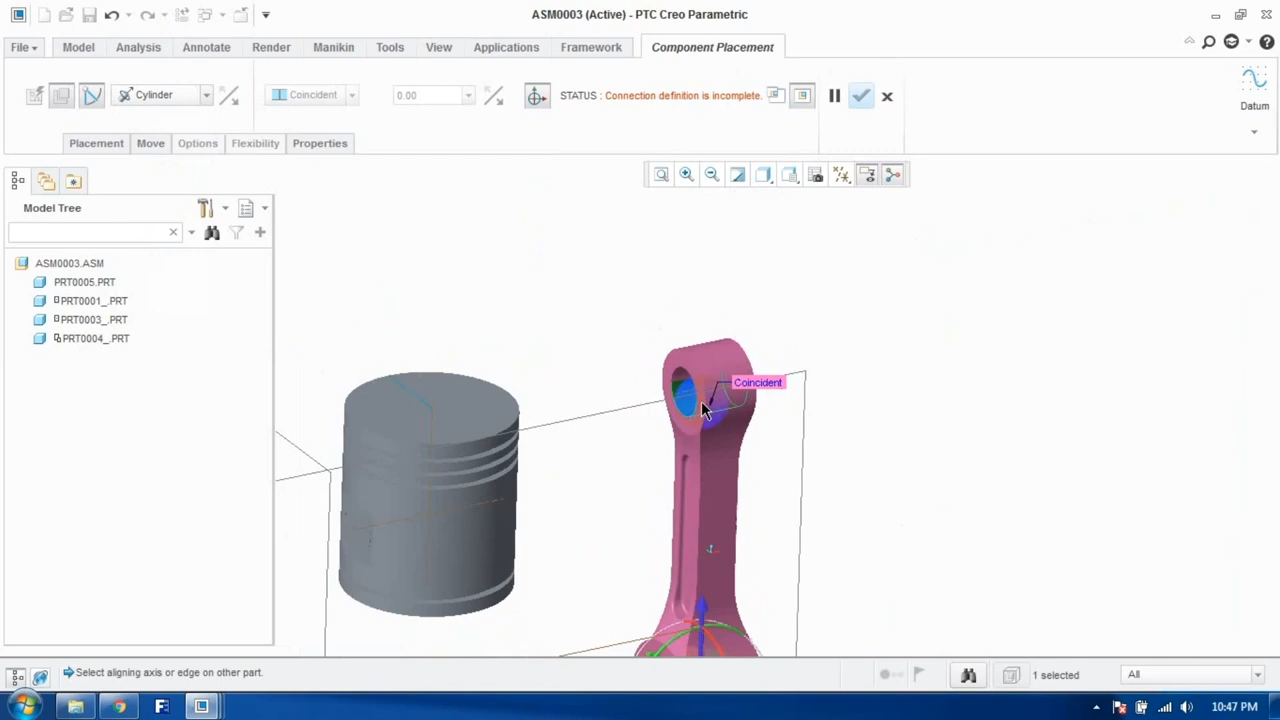 ASM0003 (Active) - PTC Creo Parametric
File Model Analysis Annotate Render Manikin Tools View Applications Framework Component Placement
Cylinder Coincident 0.00 STATUS : Connection definition is incomplete. Datum
Placement Move Options Flexibility Properties
Model Tree
ASM0003.ASM
PRT0005.PRT
PRT0001_.PRT
PRT0003_.PRT
PRT0004_.PRT
Coincident
Select aligning axis or edge on other part. 1 selected All
10:47 PM